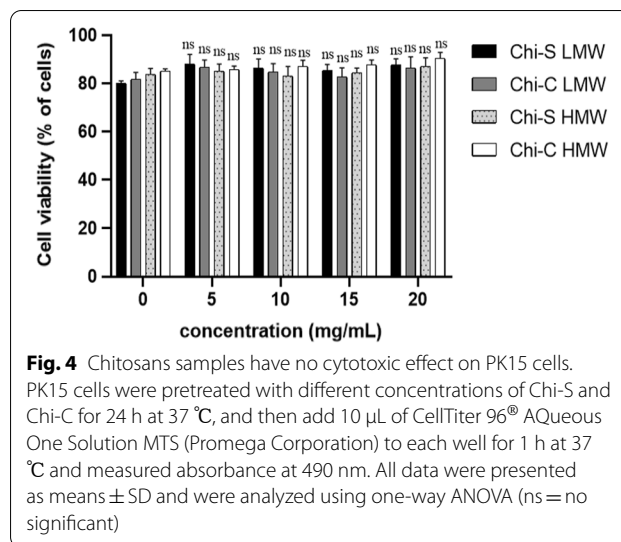 100
80
60
40
20
0
Cell viability (% of cells)
ns ns ns ns
ns ns ns ns
ns ns ns ns
ns ns ns ns
0 5 10 15 20
concentration (mg/mL)
Chi-S LMW
Chi-C LMW
Chi-S HMW
Chi-C HMW
Fig. 4 Chitosans samples have no cytotoxic effect on PK15 cells.
PK15 cells were pretreated with different concentrations of Chi-S and
Chi-C for 24 h at 37 ℃, and then add 10 μL of CellTiter 96® AQueous
One Solution MTS (Promega Corporation) to each well for 1 h at 37
℃ and measured absorbance at 490 nm. All data were presented
as means ± SD and were analyzed using one-way ANOVA (ns = no
significant)